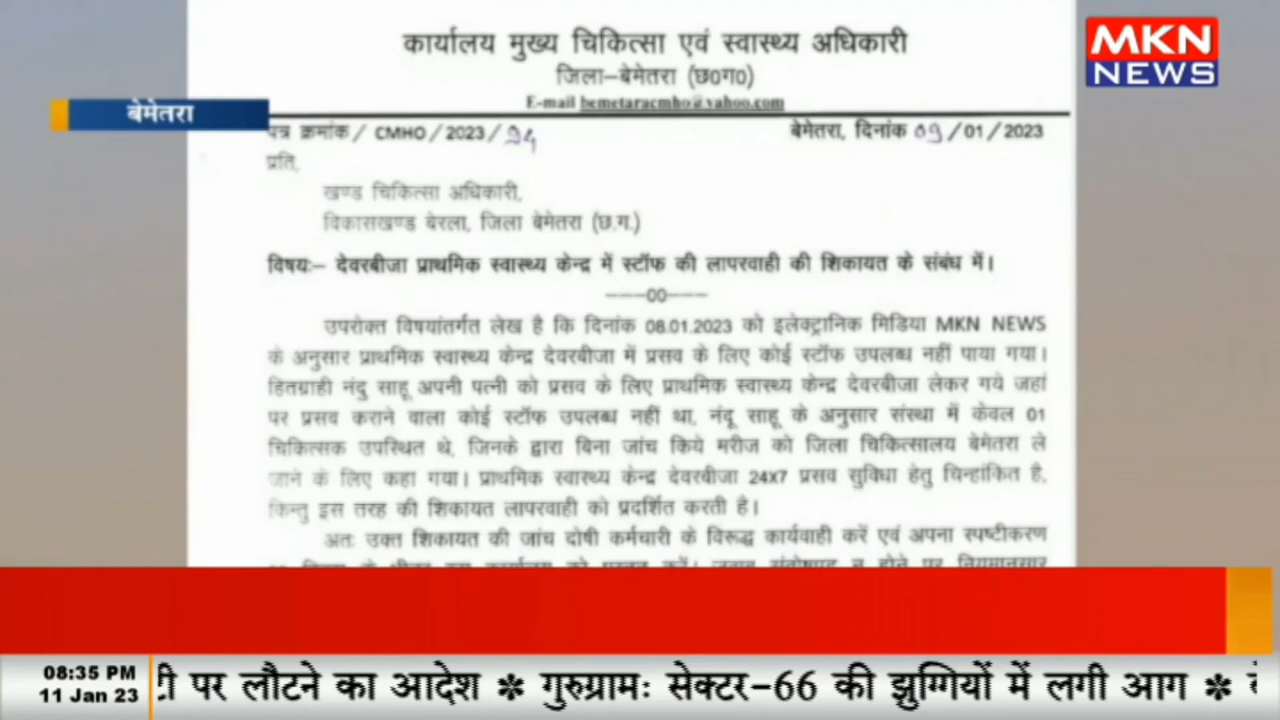 कार्यालय मुख्य चिकित्सा एवं स्वास्थ्य अधिकारी
जिला–बेमेतरा (छ0ग0)
E-mail bemetaracmho@yahoo.com
MKN
NEWS
बेमेतरा
पत्र क्रमांक / CMHO / 2023 / 94
बेमेतरा, दिनांक 09/01/2023
प्रति,
खण्ड चिकित्सा अधिकारी,
विकासखण्ड बेरला, जिला बेमेतरा (छ.ग.)
विषयः– देवरबीजा प्राथमिक स्वास्थ्य केन्द्र में स्टॉफ की लापरवाही की शिकायत के संबंध में।
---00---
उपरोक्त विषयांतर्गत लेख है कि दिनांक 08.01.2023 को इलेक्ट्रानिक मिडिया MKN NEWS
के अनुसार प्राथमिक स्वास्थ्य केन्द्र देवरबीजा में प्रसव के लिए कोई स्टॉफ उपलब्ध नहीं पाया गया।
हितग्राही नंदु साहू अपनी पत्नी को प्रसव के लिए प्राथमिक स्वास्थ्य केन्द्र देवरबीजा लेकर गये जहां
पर प्रसव कराने वाला कोई स्टॉफ उपलब्ध नहीं था, नंदू साहू के अनुसार संस्था में केवल 01
चिकित्सक उपस्थित थे, जिनके द्वारा बिना जांच किये मरीज को जिला चिकित्सालय बेमेतरा ले
जाने के लिए कहा गया। प्राथमिक स्वास्थ्य केन्द्र देवरबीजा 24x7 प्रसव सुविधा हेतु चिन्हांकित है,
किन्तु इस तरह की शिकायत लापरवाही को प्रदर्शित करती है।
अतः उक्त शिकायत की जांच दोषी कर्मचारी के विरूद्ध कार्यवाही करें एवं अपना स्पष्टीकरण
08:35 PM
11 Jan 23
पर लौटने का आदेश ✻ गुरुग्रामः सेक्टर-66 की झुग्गियों में लगी आग ✻